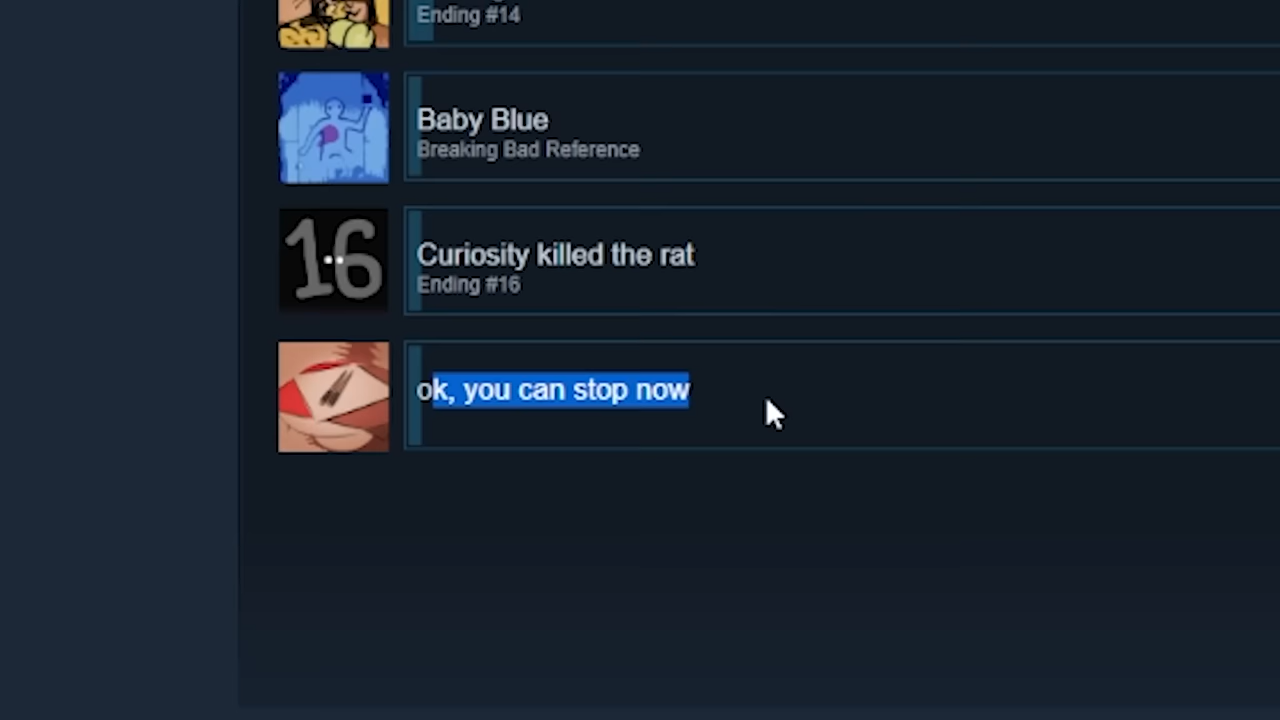 Ending #14
Baby Blue
Breaking Bad Reference
16
Curiosity killed the rat
Ending #16
ok, you can stop now